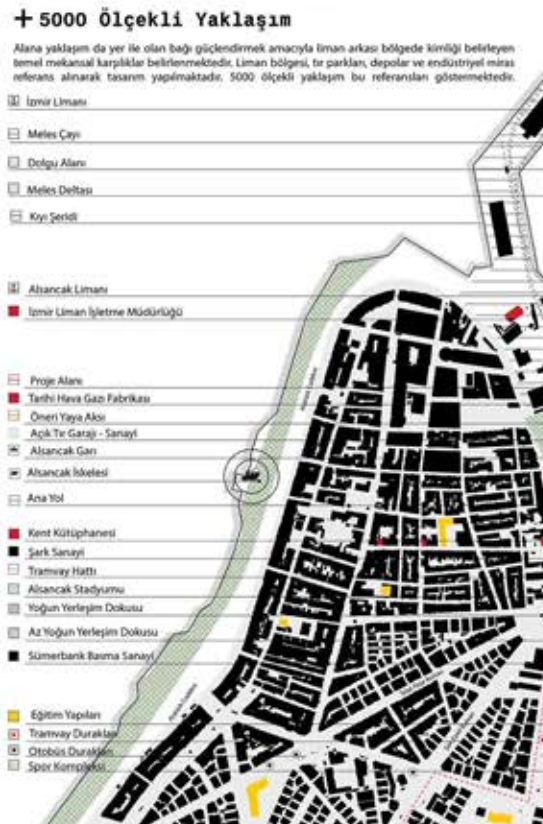 + 5000 Ölçekli Yaklaşım
Alana yaklaşım da yer ile olan bağı güçlendirmek amacıyla liman arkası bölgede kimliği belirleyen
temel mekansal karşılıklar belirlenmektedir. Liman bölgesi, tır parkları, depolar ve endüstriyel miras
referans alınarak tasarım yapılmaktadır. 5000 ölçekli yaklaşım bu referansları göstermektedir.
İzmir Limanı
Meles Çayı
Dolgu Alanı
Meles Deltası
Kıyı Şeridi
Alsancak Limanı
İzmir Liman İşletme Müdürlüğü
Proje Alanı
Tarihi Hava Gazı Fabrikası
Öneri Yaya Aksı
Açık Tır Garajı - Sanayi
Alsancak Garı
Alsancak İskelesi
Ana Yol
Kent Kütüphanesi
Şark Sanayi
Tramvay Hattı
Alsancak Stadyumu
Yoğun Yerleşim Dokusu
Az Yoğun Yerleşim Dokusu
Sümerbank Basma Sanayi
Eğitim Yapıları
Tramvay Durakları
Otobüs Durakları
Spor Kompleksi